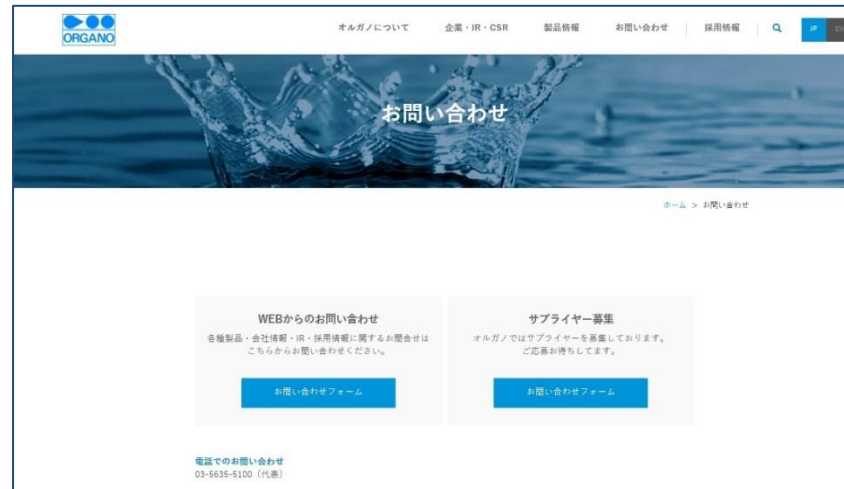 ORGANO
オルガノについて 企業・IR・CSR 製品情報 お問い合わせ 採用情報 JP EN
お問い合わせ
ホーム > お問い合わせ
WEBからのお問い合わせ
各種製品・会社情報・IR・採用情報に関するお問合せは
こちらからお問い合わせください。
お問い合わせフォーム
サプライヤー募集
オルガノではサプライヤーを募集しております。
ご応募お待ちしてます。
お問い合わせフォーム
電話でのお問い合わせ
03-5635-5100（代表）